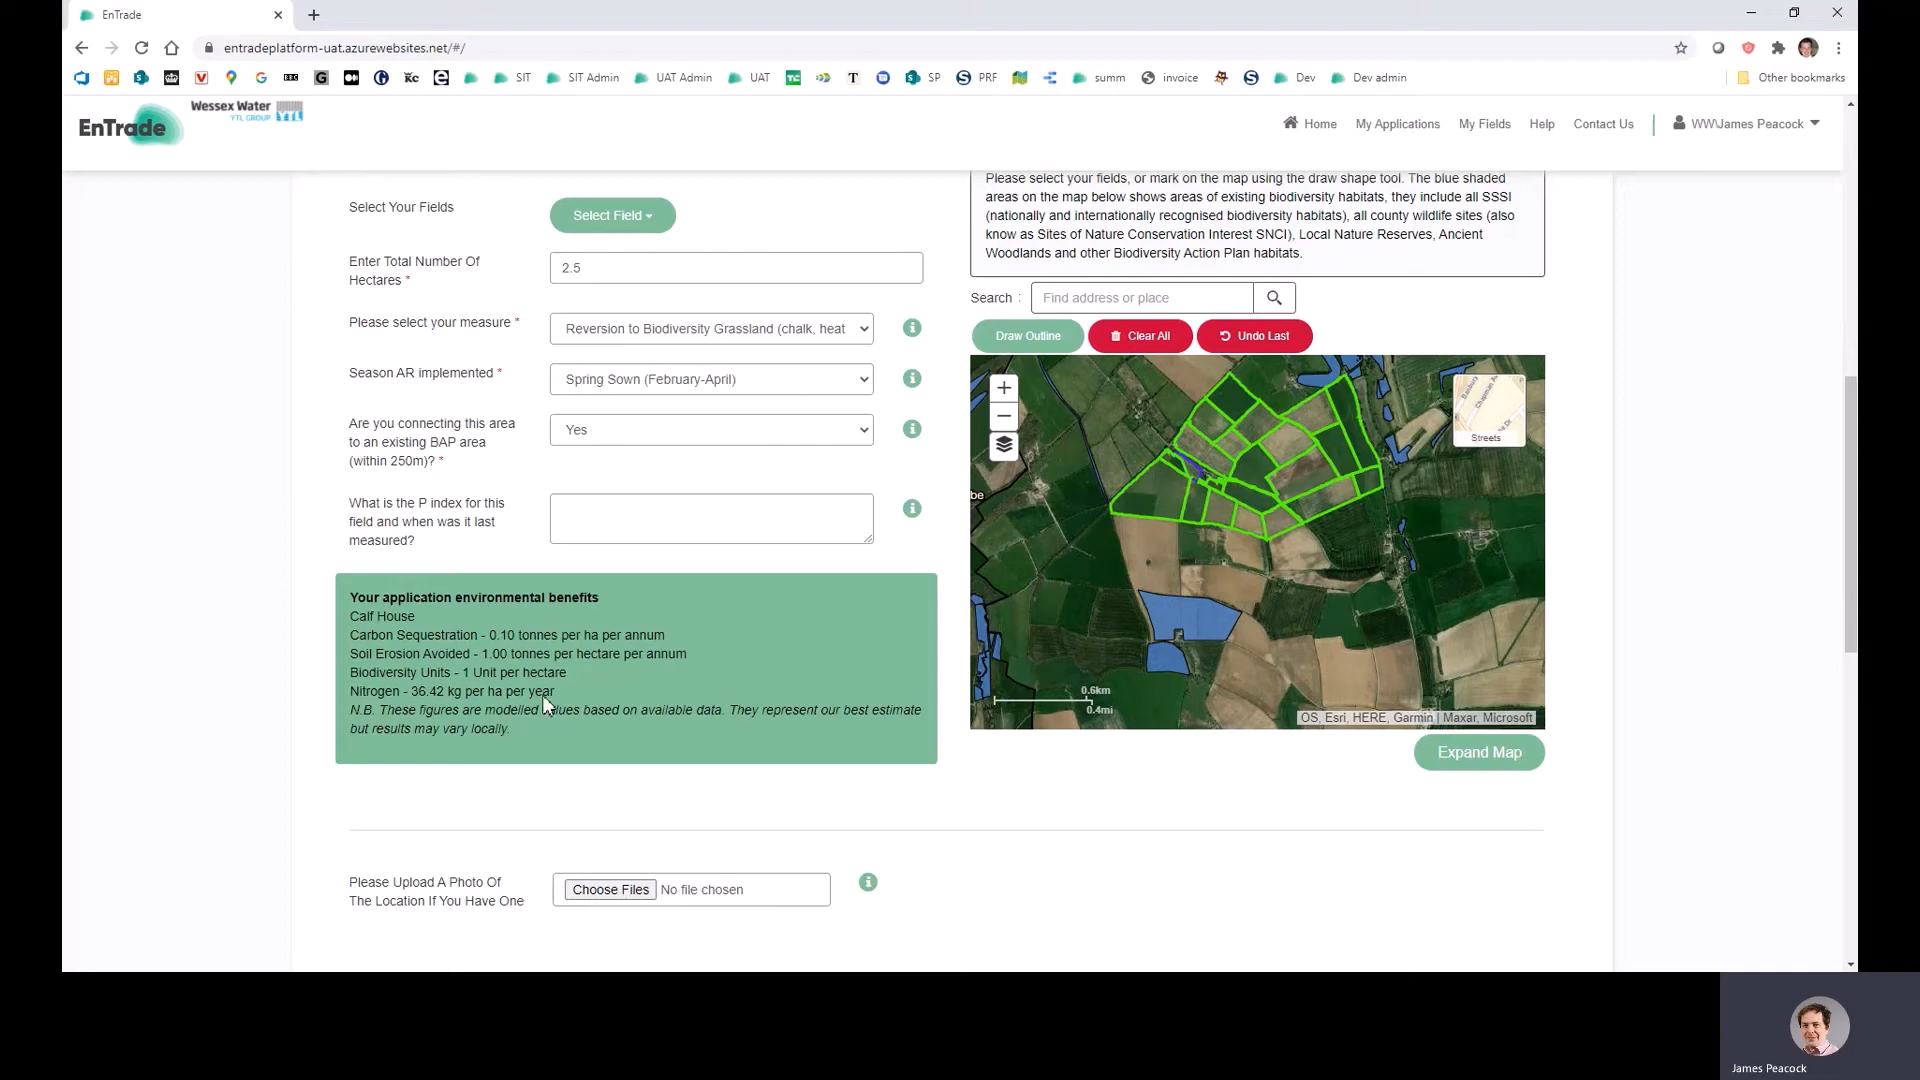 EnTrade
entradeplatform-uat.azurewebsites.net/#/
SIT
SIT Admin
UAT Admin
UAT
SP
PRF
summ
invoice
Dev
Dev admin
Other bookmarks
EnTrade
Wessex Water
YTL GROUP
YTL
Home
My Applications
My Fields
Help
Contact Us
WW\James Peacock
Select Your Fields
Select Field
Enter Total Number Of
Hectares *
2.5
Please select your measure *
Reversion to Biodiversity Grassland (chalk, heat
Season AR implemented *
Spring Sown (February-April)
Are you connecting this area
to an existing BAP area
(within 250m)? *
Yes
What is the P index for this
field and when was it last
measured?
Your application environmental benefits
Calf House
Carbon Sequestration - 0.10 tonnes per ha per annum
Soil Erosion Avoided - 1.00 tonnes per hectare per annum
Biodiversity Units - 1 Unit per hectare
Nitrogen - 36.42 kg per ha per year
N.B. These figures are modelled values based on available data. They represent our best estimate
but results may vary locally.
Please select your fields, or mark on the map using the draw shape tool. The blue shaded
areas on the map below shows areas of existing biodiversity habitats, they include all SSSI
(nationally and internationally recognised biodiversity habitats), all county wildlife sites (also
know as Sites of Nature Conservation Interest SNCI), Local Nature Reserves, Ancient
Woodlands and other Biodiversity Action Plan habitats.
Search :
Find address or place
Draw Outline
Clear All
Undo Last
Streets
be
0.6km
0.4mi
OS, Esri, HERE, Garmin | Maxar, Microsoft
Expand Map
Please Upload A Photo Of
The Location If You Have One
Choose Files No file chosen
James Peacock